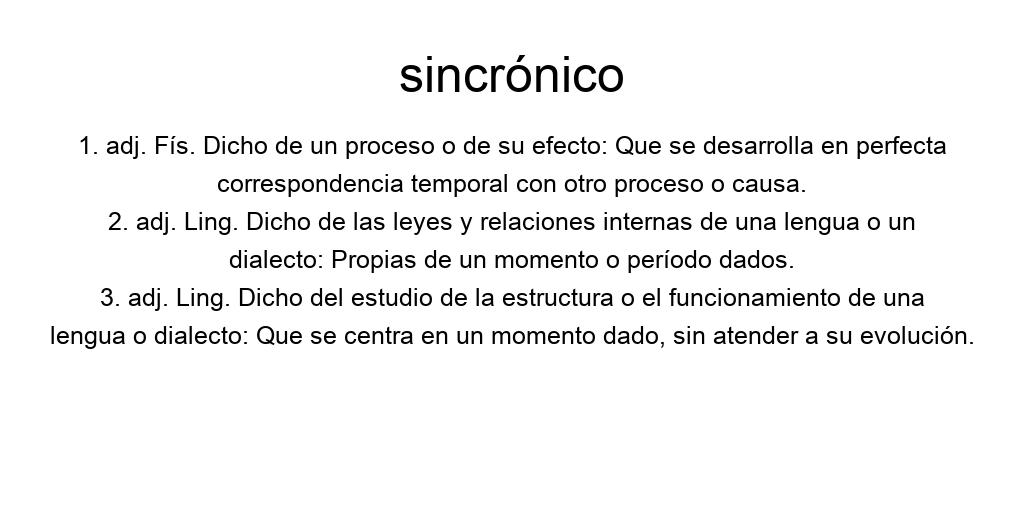 sincrónico
1. adj. Fís. Dicho de un proceso o de su efecto: Que se desarrolla en perfecta
correspondencia temporal con otro proceso o causa.
2. adj. Ling. Dicho de las leyes y relaciones internas de una lengua o un
dialecto: Propias de un momento o período dados.
3. adj. Ling. Dicho del estudio de la estructura o el funcionamiento de una
lengua o dialecto: Que se centra en un momento dado, sin atender a su evolución.